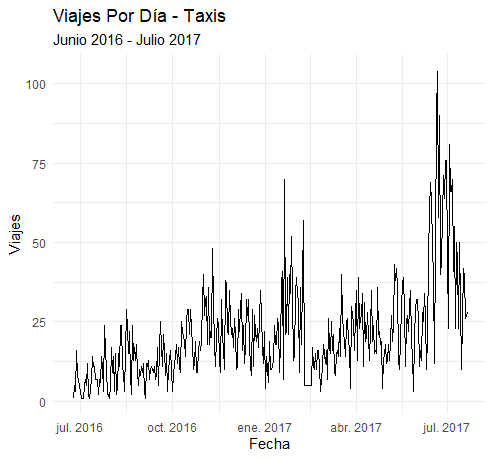 Viajes Por Día - Taxis
Junio 2016 - Julio 2017
100
75
50
25
0
Viajes
jul. 2016
oct. 2016
ene. 2017
abr. 2017
jul. 2017
Fecha